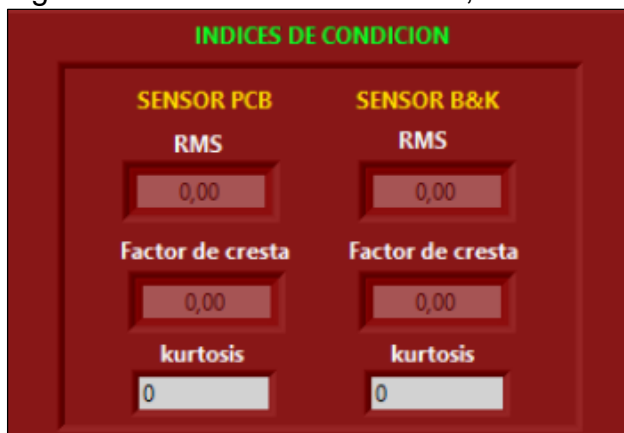 INDICES DE CONDICION
SENSOR PCB SENSOR B&K
RMS RMS
0,00 0,00
Factor de cresta Factor de cresta
0,00 0,00
kurtosis kurtosis
0 0